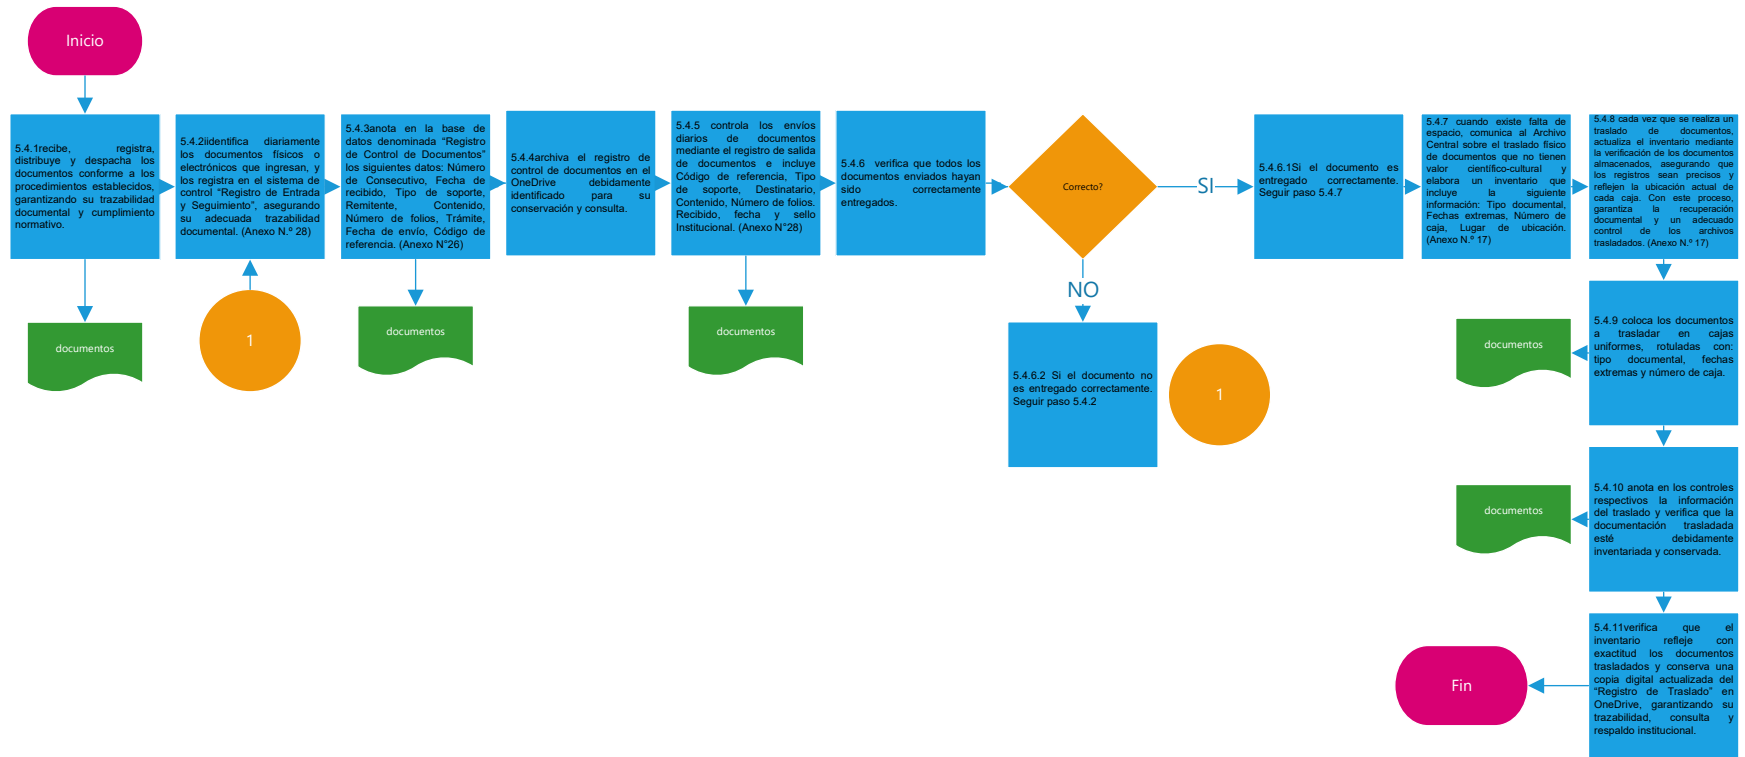 Inicio
5.4.1recibe, registra,
distribuye y despacha los
documentos conforme a los
procedimientos establecidos,
garantizando su trazabilidad
documental y cumplimiento
normativo.
documentos
5.4.2iidentifica diariamente
los documentos físicos o
electrónicos que ingresan, y
los registra en el sistema de
control "Registro de Entrada
y Seguimiento", asegurando
su adecuada trazabilidad
documental. (Anexo N.º 28)
1
5.4.3anota en la base de
datos denominada "Registro
de Control de Documentos"
los siguientes datos: Número
de Consecutivo, Fecha de
recibido, Tipo de soporte,
Remitente, Contenido,
Número de folios, Trámite,
Fecha de envío, Código de
referencia. (Anexo N°26)
documentos
5.4.4archiva el registro de
control de documentos en el
OneDrive debidamente
identificado para su
conservación y consulta.
5.4.5 controla los envíos
diarios de documentos
mediante el registro de salida
de documentos e incluye
Código de referencia, Tipo
de soporte, Destinatario,
Contenido, Número de folios.
Recibido, fecha y sello
Institucional. (Anexo N°28)
documentos
5.4.6 verifica que todos los
documentos enviados hayan
sido correctamente
entregados.
Correcto?
SI
NO
5.4.6.2 Si el documento no
es entregado correctamente.
Seguir paso 5.4.2
1
5.4.6.1Si el documento es
entregado correctamente.
Seguir paso 5.4.7
5.4.7 cuando existe falta de
espacio, comunica al Archivo
Central sobre el traslado físico
de documentos que no tienen
valor científico-cultural y
elabora un inventario que
incluye la siguiente
información: Tipo documental,
Fechas extremas, Número de
caja, Lugar de ubicación.
(Anexo N.º 17)
5.4.8 cada vez que se realiza un
traslado de documentos,
actualiza el inventario mediante
la verificación de los documentos
almacenados, asegurando que
los registros sean precisos y
reflejen la ubicación actual de
cada caja. Con este proceso,
garantiza la recuperación
documental y un adecuado
control de los archivos
trasladados. (Anexo N.º 17)
5.4.9 coloca los documentos
a trasladar en cajas
uniformes, rotuladas con:
tipo documental, fechas
extremas y número de caja.
documentos
5.4.10 anota en los controles
respectivos la información
del traslado y verifica que la
documentación trasladada
esté debidamente
inventariada y conservada.
documentos
5.4.11verifica que el
inventario refleje con
exactitud los documentos
trasladados y conserva una
copia digital actualizada del
"Registro de Traslado" en
OneDrive, garantizando su
trazabilidad, consulta y
respaldo institucional.
Fin